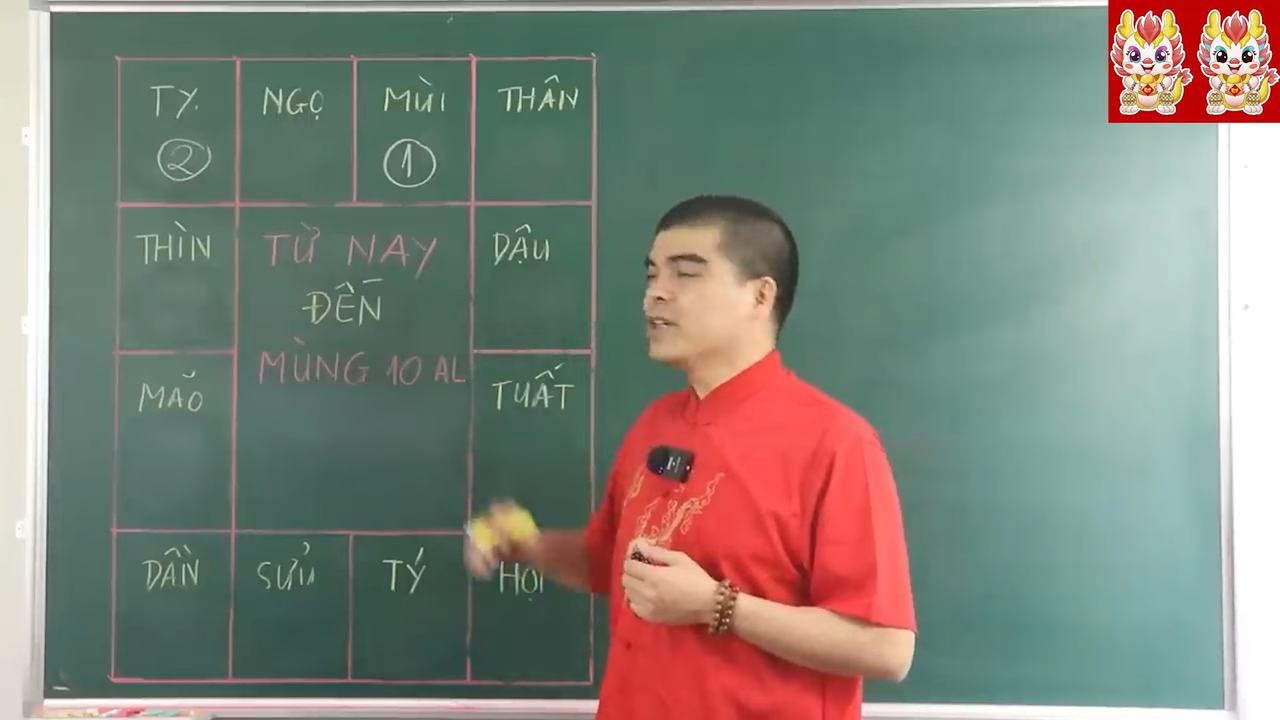 TY. NGỌ MÙI THÂN
② ①
THÌN TỪ NAY DẬU
ĐẾN
MÙNG 10 AL
MÃO TUẤT
DẦN SỬU TÝ HỢI